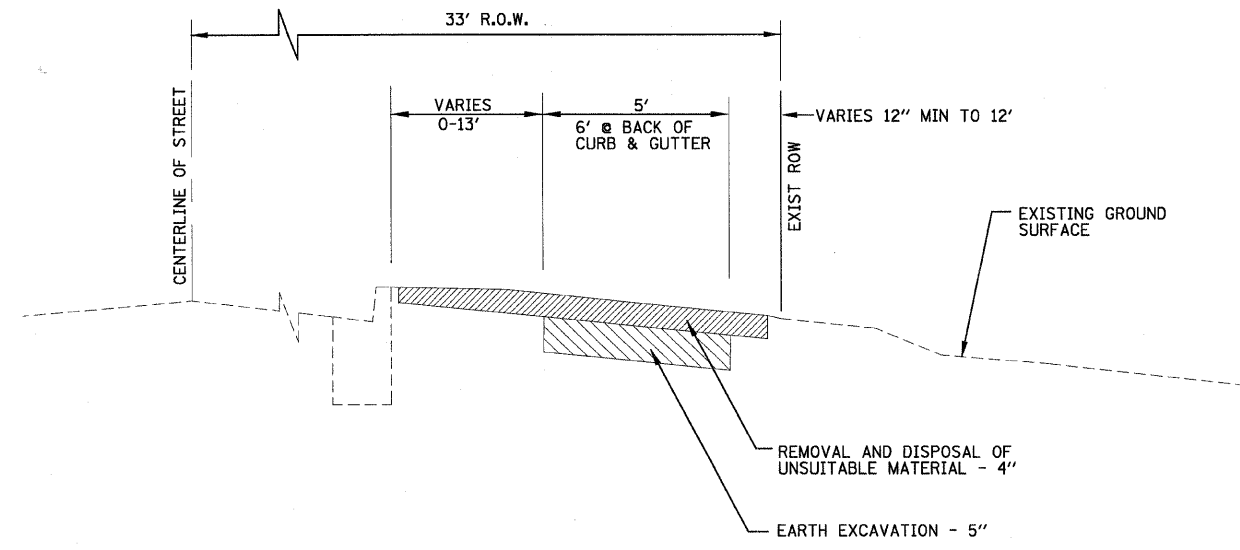 33' R.O.W.
CENTERLINE OF STREET
VARIES
0-13'
5'
6' @ BACK OF
CURB & GUTTER
VARIES 12" MIN TO 12'
EXIST ROW
EXISTING GROUND
SURFACE
REMOVAL AND DISPOSAL OF
UNSUITABLE MATERIAL - 4"
EARTH EXCAVATION - 5"